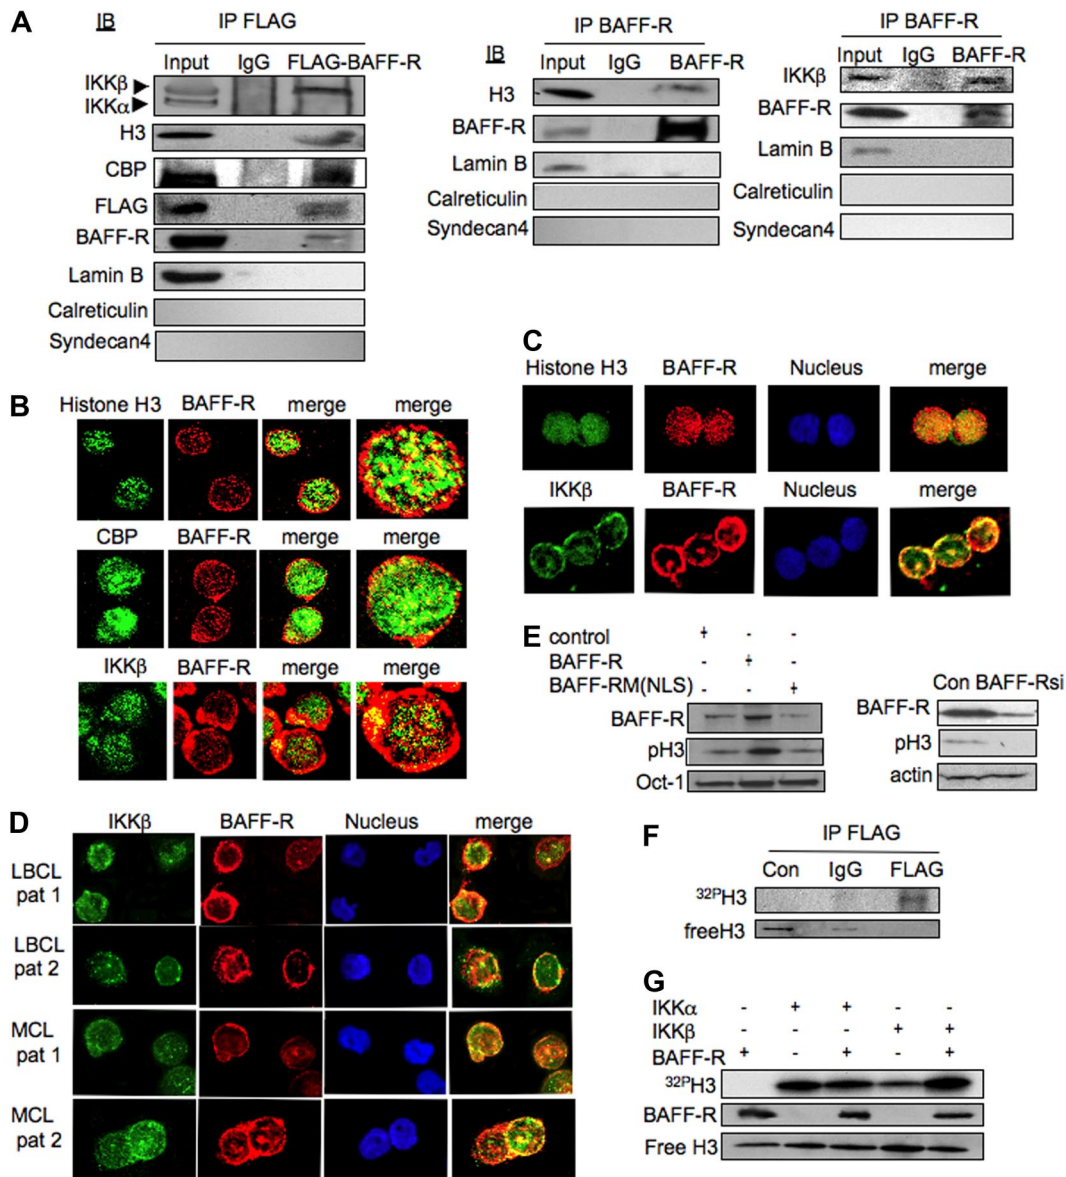 A
IB
IP FLAG
Input IgG FLAG-BAFF-R
IKKβ
IKKα
H3
CBP
FLAG
BAFF-R
Lamin B
Calreticulin
Syndecan4
IB
IP BAFF-R
Input IgG BAFF-R
H3
BAFF-R
Lamin B
Calreticulin
Syndecan4
IP BAFF-R
Input IgG BAFF-R
IKKβ
BAFF-R
Lamin B
Calreticulin
Syndecan4
B
Histone H3 BAFF-R merge merge
CBP BAFF-R merge merge
IKKβ BAFF-R merge merge
C
Histone H3 BAFF-R Nucleus merge
IKKβ BAFF-R Nucleus merge
D
IKKβ BAFF-R Nucleus merge
LBCL
pat 1
LBCL
pat 2
MCL
pat 1
MCL
pat 2
E
control + - -
BAFF-R - + -
BAFF-RM(NLS) - - +
BAFF-R
pH3
Oct-1
Con BAFF-Rsi
BAFF-R
pH3
actin
F
IP FLAG
Con IgG FLAG
32PH3
freeH3
G
IKKα - + + - -
IKKβ - - - + +
BAFF-R + - + - +
32PH3
BAFF-R
Free H3